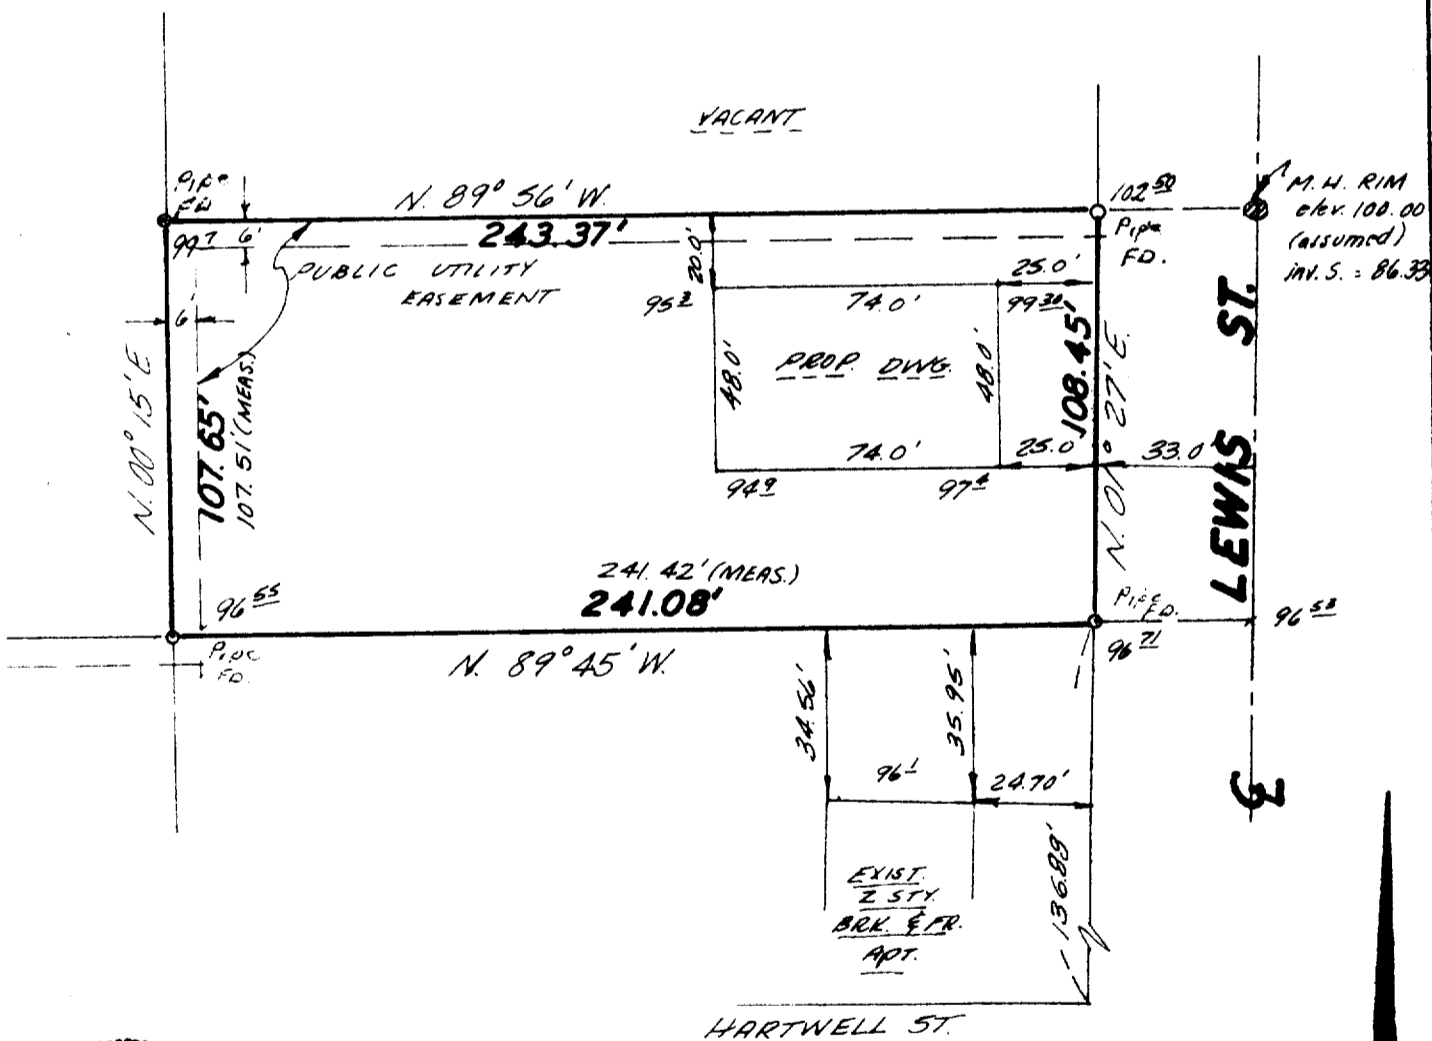 VACANT
PIPE
FD
N. 89° 56' W.
243.37'
102 50
PIPE
FD.
M.H. RIM
elev. 100.00
(assumed)
inv. S. = 86.33
99 7
6'
PUBLIC UTILITY
EASEMENT
20.0'
25.0'
95 2
74.0'
99 30
6'
PROP. DWG.
48.0'
48.0'
108.45'
N. 01° 27' E.
LEWIS ST.
N. 00° 15' E
107.65'
107.51' (MEAS.)
74.0'
25.0'
33.0'
94 9
97 4
241.42' (MEAS.)
241.08'
96 55
PIPE
FD.
PIPE
FD.
96 58
96 71
N. 89° 45' W.
34.56'
35.95'
96 1
24.70'
℄
136.89'
EXIST.
2 STY.
BRK. & FR.
APT.
HARTWELL ST.